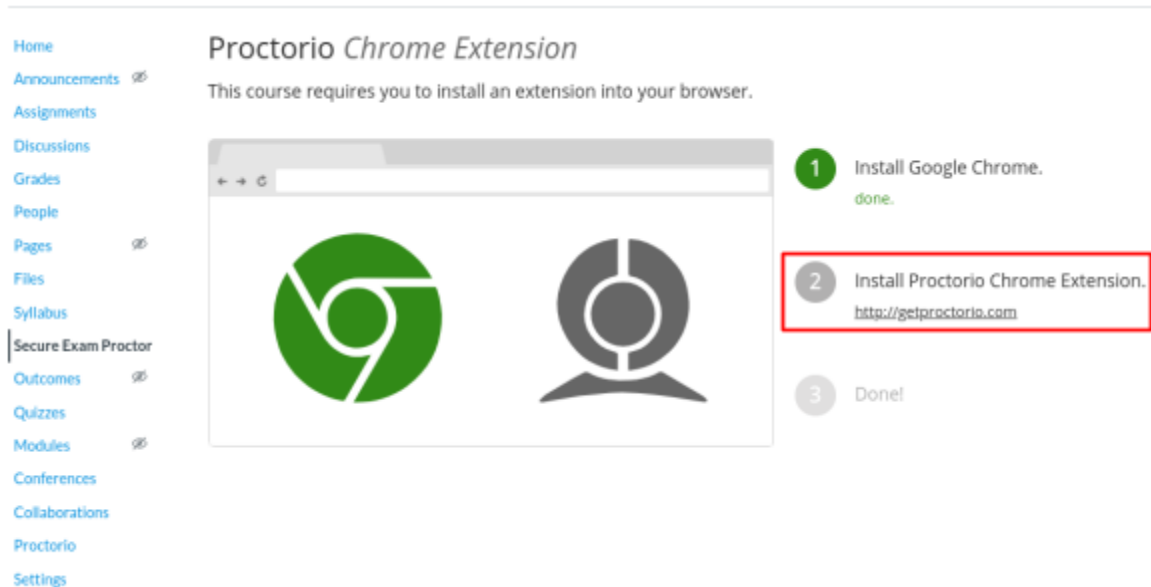 Home
Announcements
Assignments
Discussions
Grades
People
Pages
Files
Syllabus
Secure Exam Proctor
Outcomes
Quizzes
Modules
Conferences
Collaborations
Proctorio
Settings
Proctorio Chrome Extension
This course requires you to install an extension into your browser.
1 Install Google Chrome.
done.
2 Install Proctorio Chrome Extension.
http://getproctorio.com
3 Done!